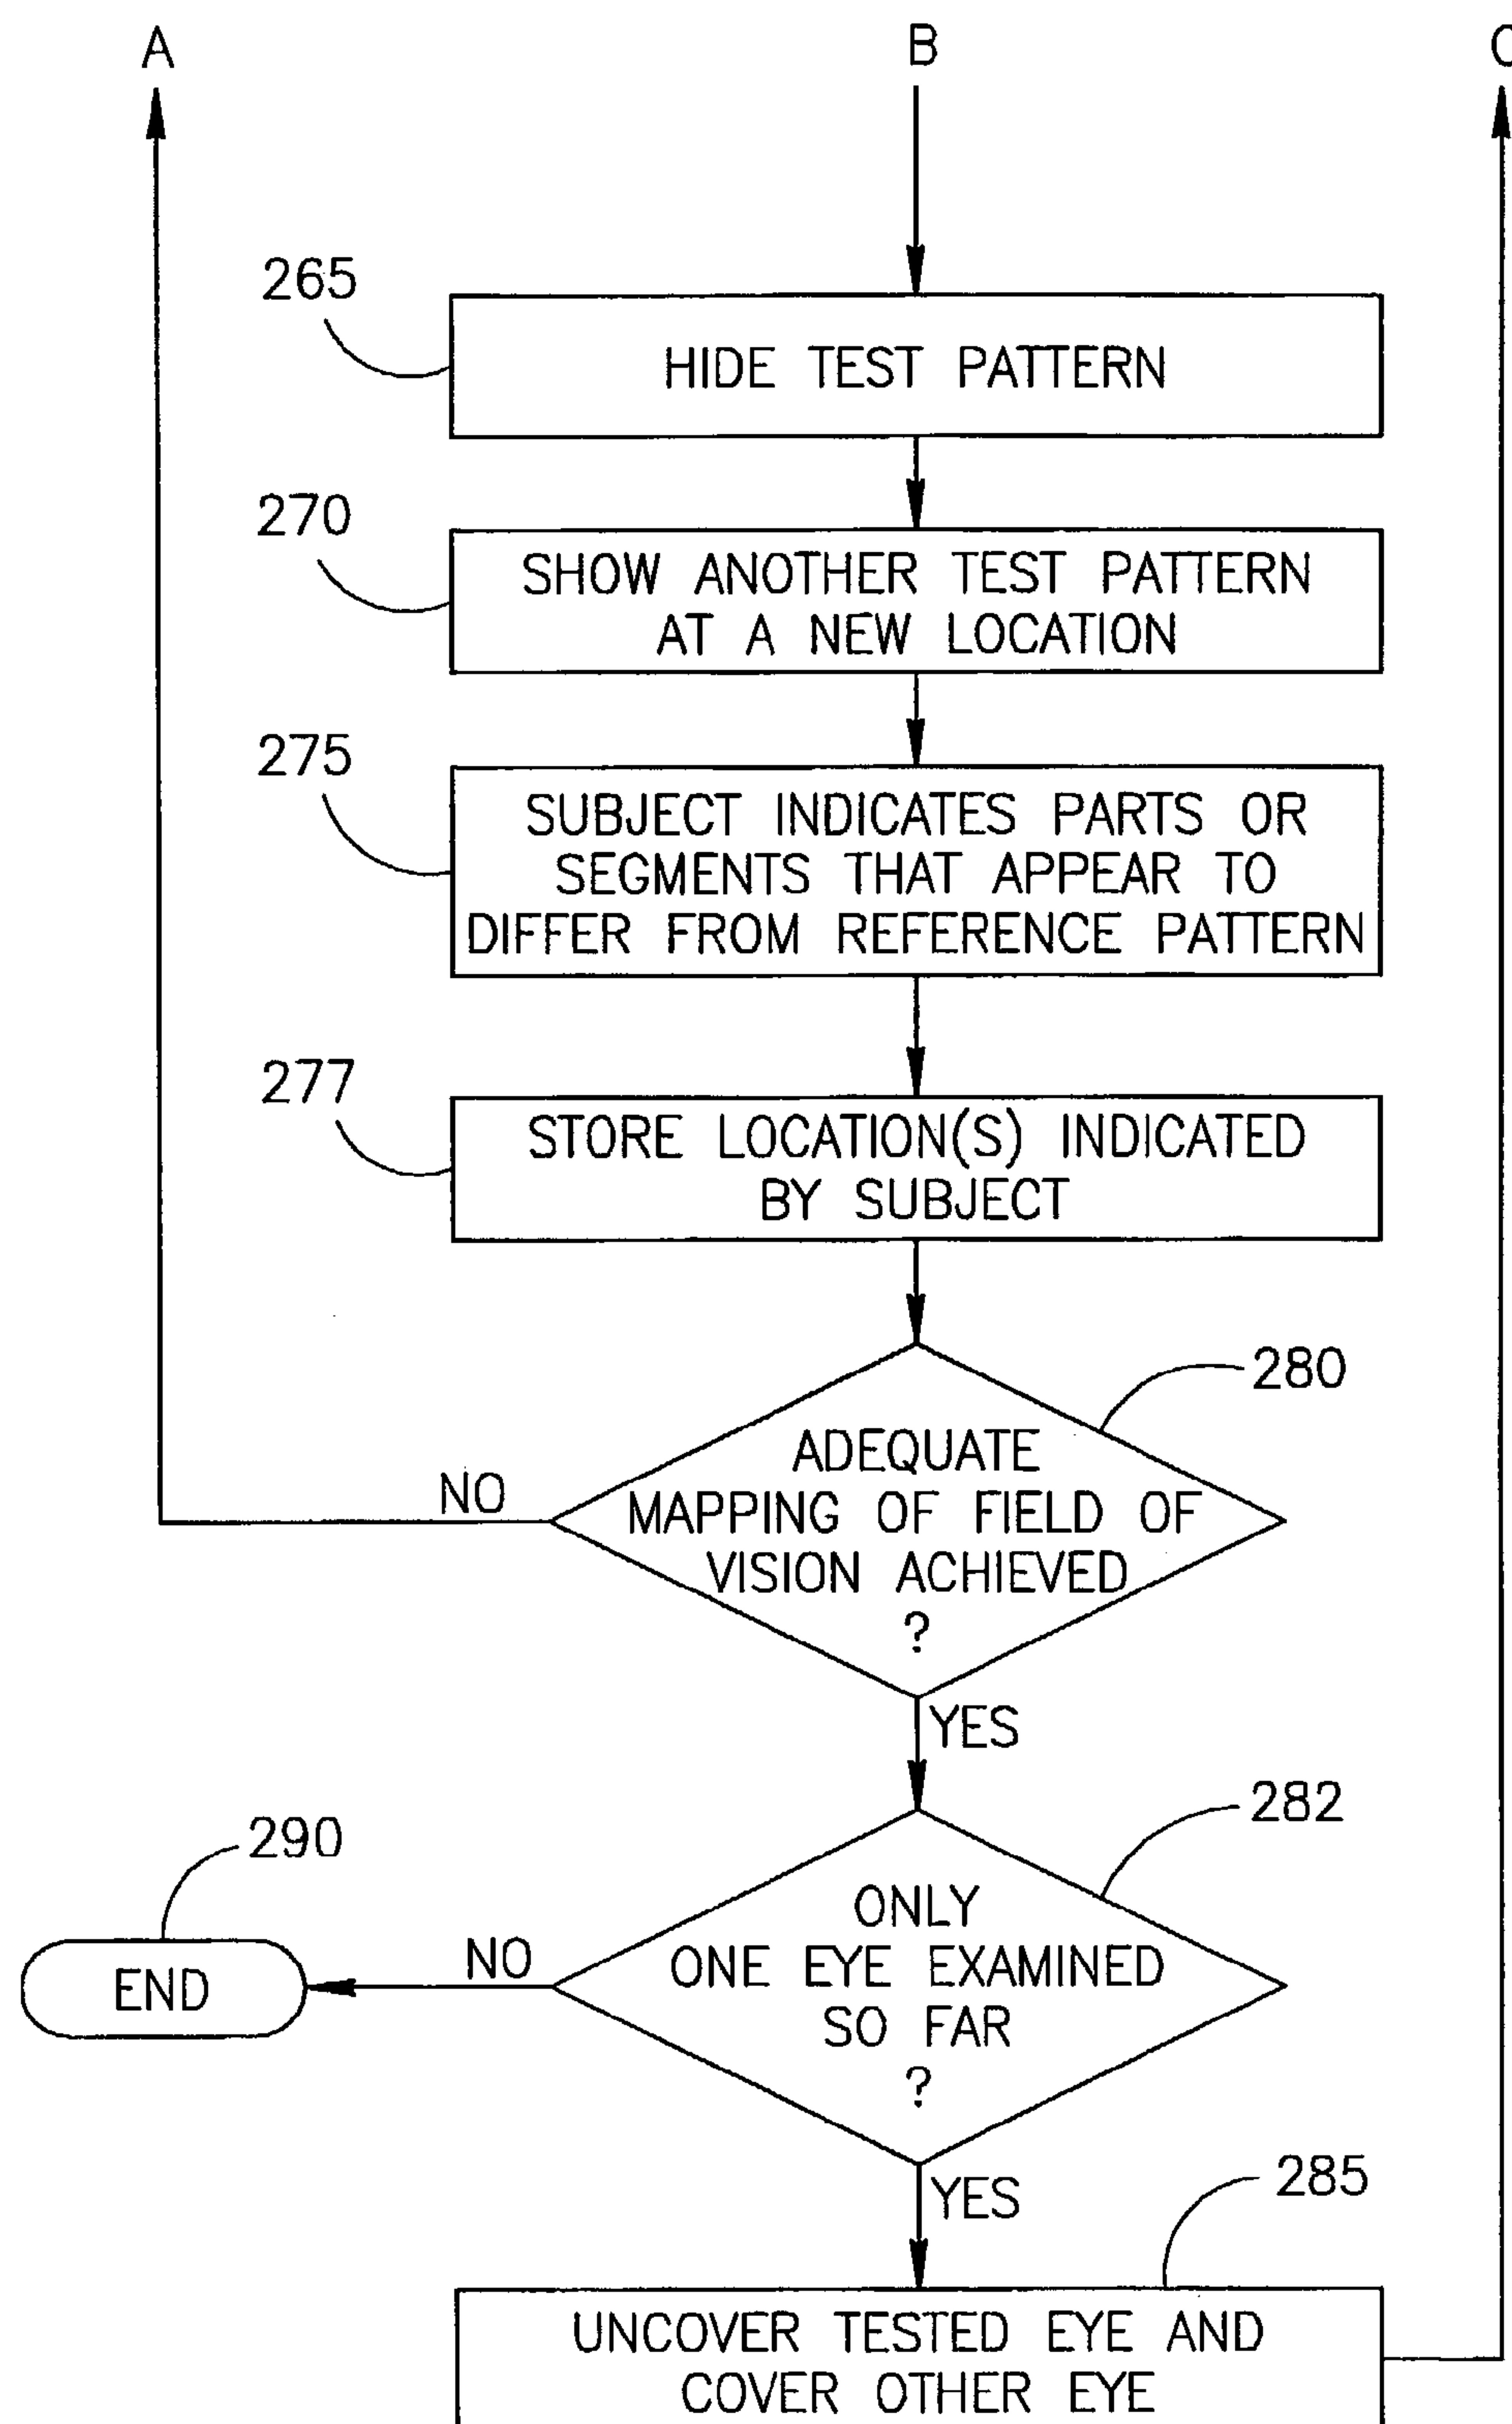 A
B
C
265
HIDE TEST PATTERN
270
SHOW ANOTHER TEST PATTERN
AT A NEW LOCATION
275
SUBJECT INDICATES PARTS OR
SEGMENTS THAT APPEAR TO
DIFFER FROM REFERENCE PATTERN
277
STORE LOCATION(S) INDICATED
BY SUBJECT
280
ADEQUATE
MAPPING OF FIELD OF
VISION ACHIEVED
?
NO
YES
282
290
ONLY
ONE EYE EXAMINED
SO FAR
?
NO
END
YES
285
UNCOVER TESTED EYE AND
COVER OTHER EYE